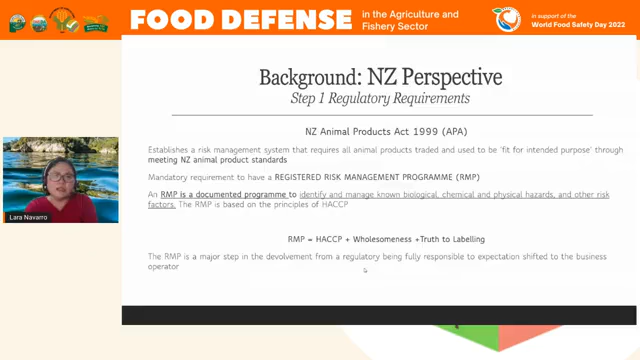 FOOD DEFENSE
in the Agriculture and
Fishery Sector
in support of the
World Food Safety Day 2022
Background: NZ Perspective
Step 1 Regulatory Requirements
NZ Animal Products Act 1999 (APA)
Establishes a risk management system that requires all animal products traded and used to be 'fit for intended purpose' through
meeting NZ animal product standards
Mandatory requirement to have a REGISTERED RISK MANAGEMENT PROGRAMME (RMP)
An RMP is a documented programme to identify and manage known biological, chemical and physical hazards, and other risk
factors. The RMP is based on the principles of HACCP
RMP = HACCP + Wholesomeness +Truth to Labelling
The RMP is a major step in the devolvement from a regulatory being fully responsible to expectation shifted to the business
operator
Lara Navarro